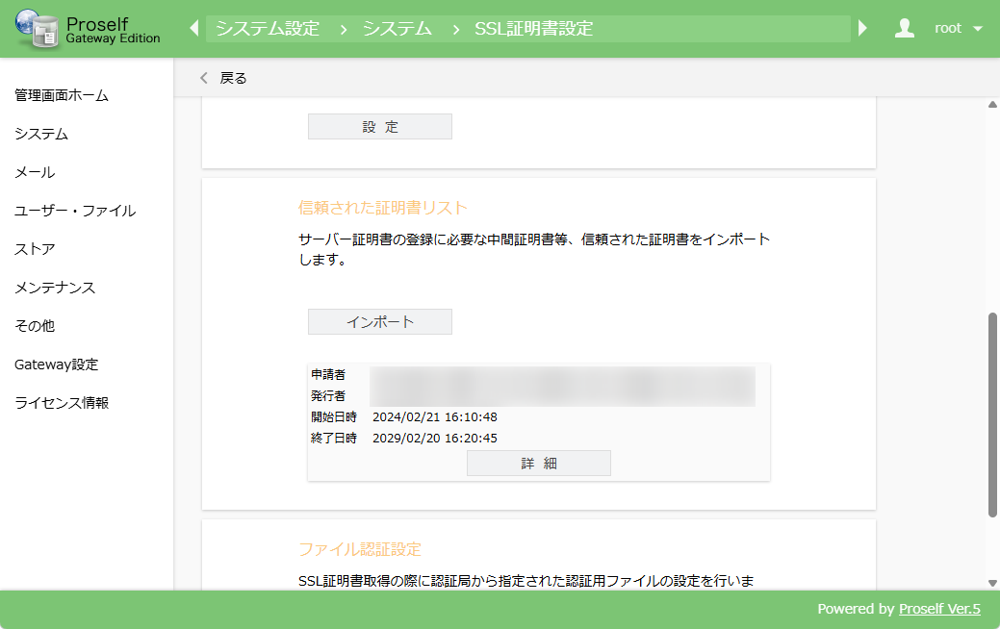 Proself
Gateway Edition
システム設定 > システム > SSL証明書設定
root
戻る
管理画面ホーム
システム
メール
ユーザー・ファイル
ストア
メンテナンス
その他
Gateway設定
ライセンス情報
設 定
信頼された証明書リスト
サーバー証明書の登録に必要な中間証明書等、信頼された証明書をインポート
します。
インポート
申請者
発行者
開始日時 2024/02/21 16:10:48
終了日時 2029/02/20 16:20:45
詳 細
ファイル認証設定
SSL証明書取得の際に認証局から指定された認証用ファイルの設定を行いま
Powered by Proself Ver.5